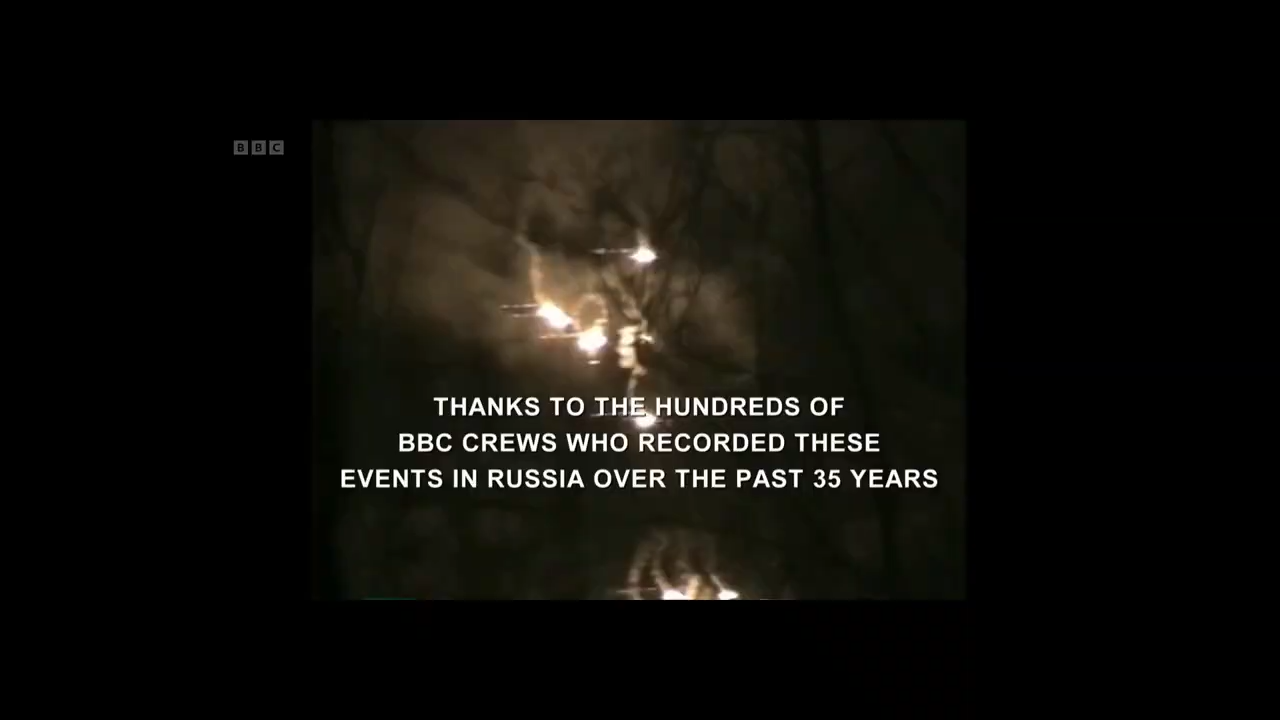 BBC
THANKS TO THE HUNDREDS OF
BBC CREWS WHO RECORDED THESE
EVENTS IN RUSSIA OVER THE PAST 35 YEARS